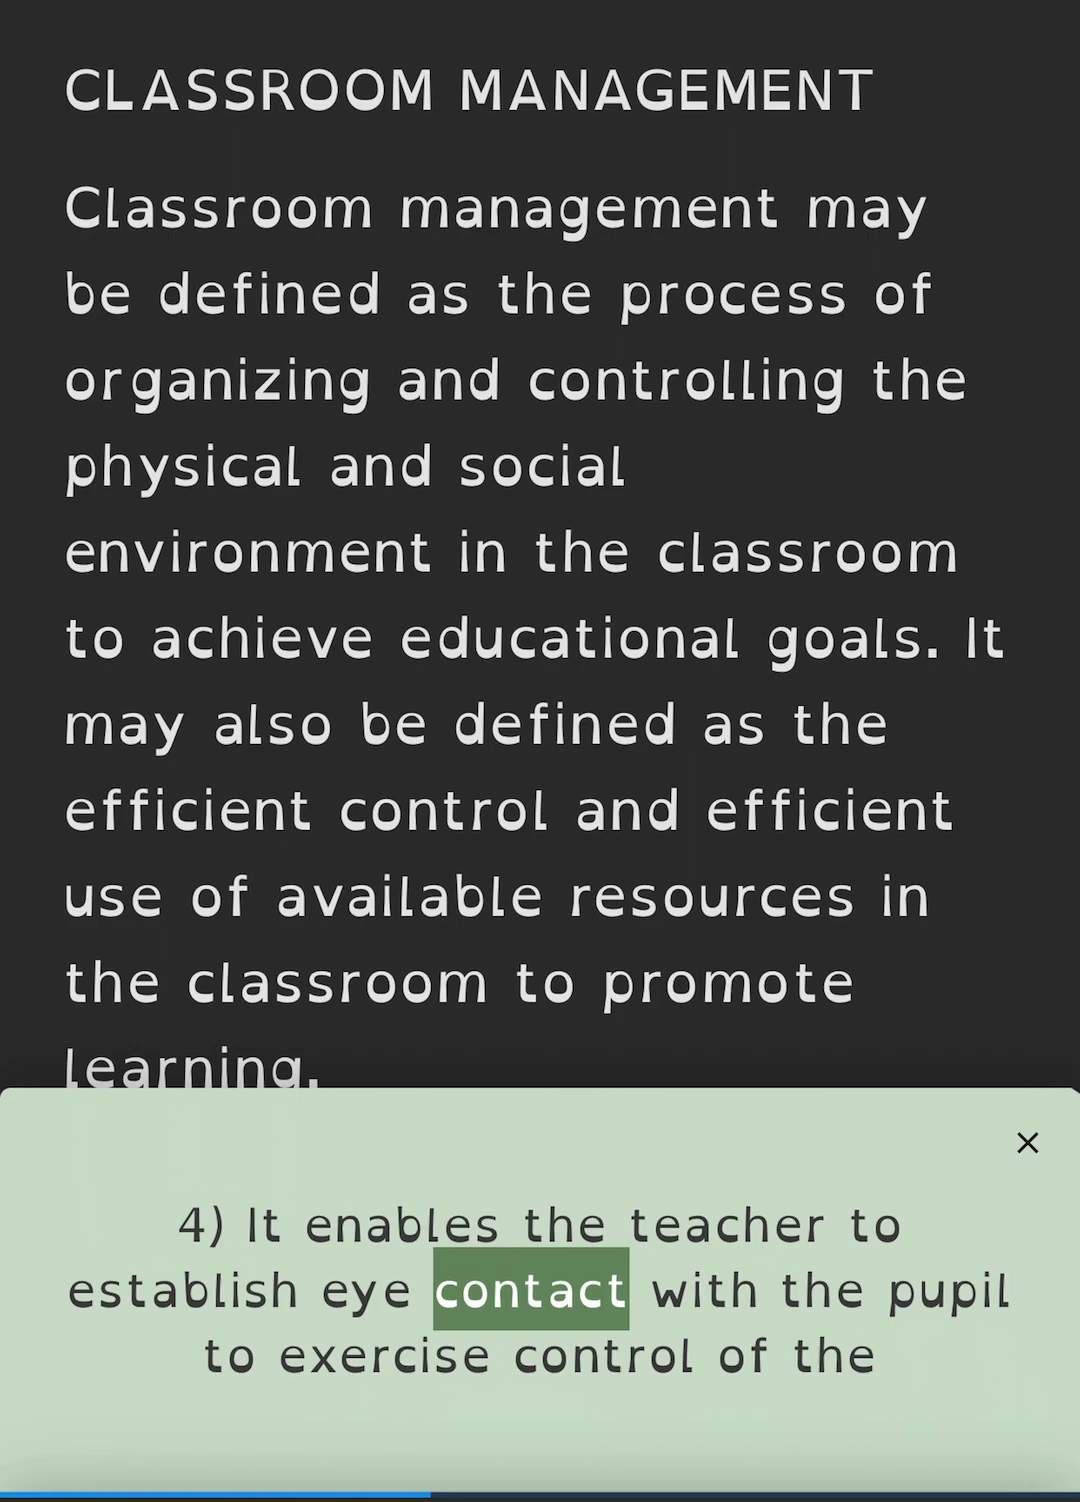 CLASSROOM MANAGEMENT
Classroom management may
be defined as the process of
organizing and controlling the
physical and social
environment in the classroom
to achieve educational goals. It
may also be defined as the
efficient control and efficient
use of available resources in
the classroom to promote
learning.
4) It enables the teacher to
establish eye contact with the pupil
to exercise control of the